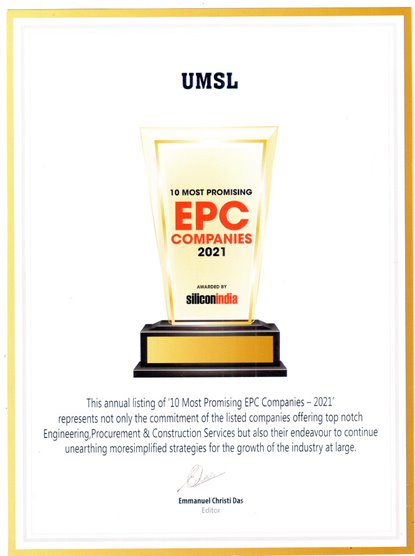 UMSL
10 MOST PROMISING
EPC
COMPANIES
2021
AWARDED BY
siliconindia
This annual listing of '10 Most Promising EPC Companies – 2021'
represents not only the commitment of the listed companies offering top notch
Engineering,Procurement & Construction Services but also their endeavour to continue
unearthing moresimplified strategies for the growth of the industry at large.
Emmanuel Christi Das
Editor